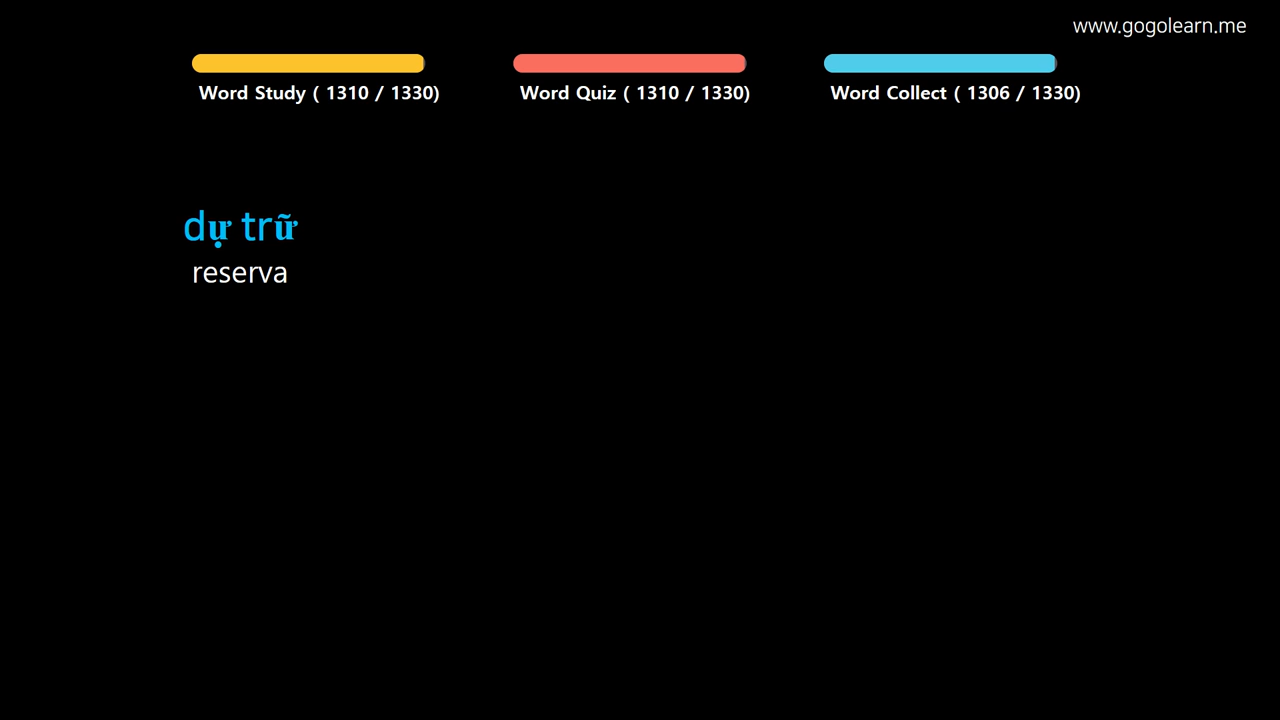 www.gogolearn.me
Word Study ( 1310 / 1330)
Word Quiz ( 1310 / 1330)
Word Collect ( 1306 / 1330)
dự trữ
reserva